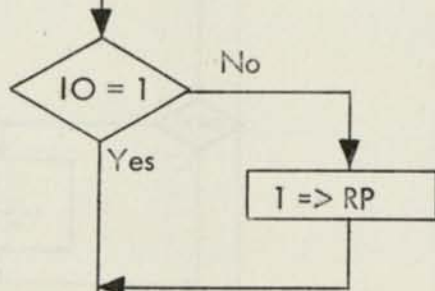 No
IO = 1
Yes
1 => RP